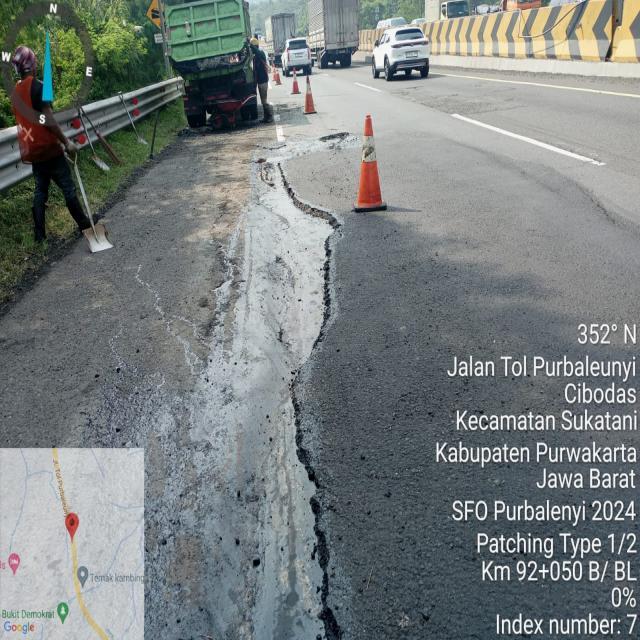 N
W
E
S
352° N
Jalan Tol Purbaleunyi
Cibodas
Kecamatan Sukatani
Kabupaten Purwakarta
Jawa Barat
SFO Purbalenyi 2024
Patching Type 1/2
Km 92+050 B/ BL
0%
Index number: 7
Temak kambing
Bukit Demokrat
Google